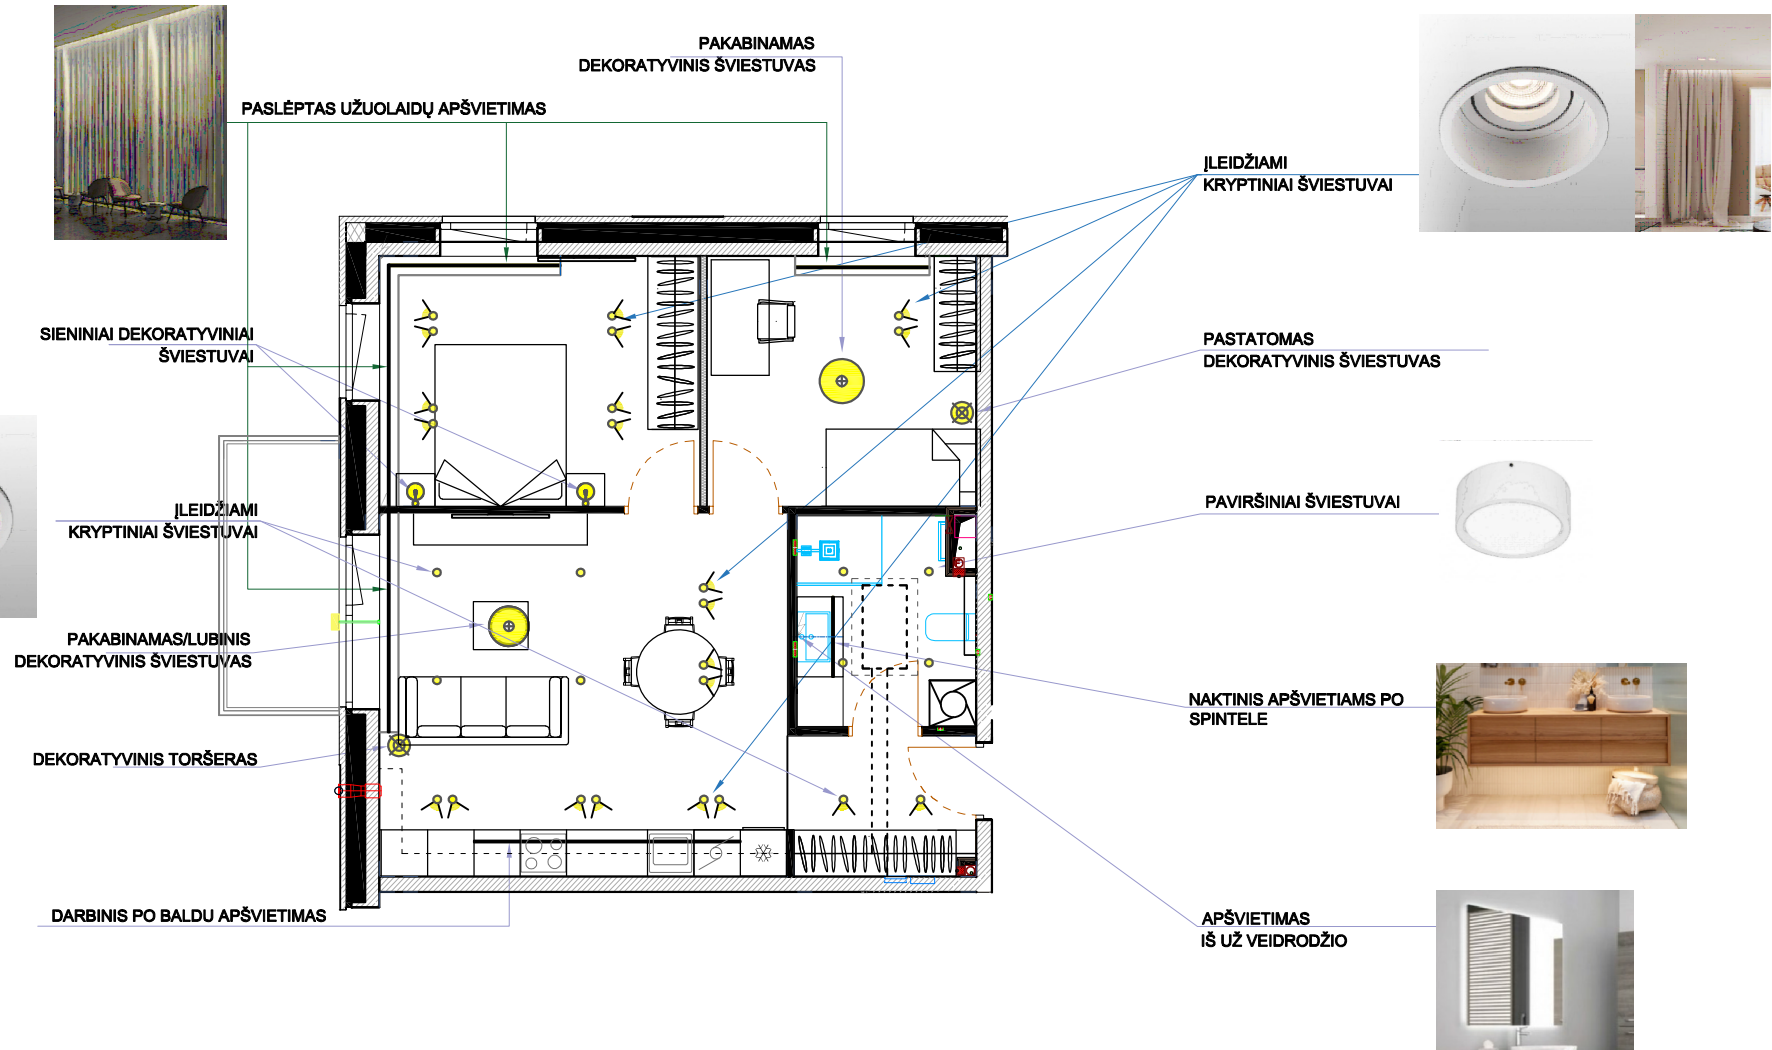 PAKABINAMAS
DEKORATYVINIS ŠVIESTUVAS
PASLĖPTAS UŽUOLAIDŲ APŠVIETIMAS
ĮLEIDŽIAMI
KRYPTINIAI ŠVIESTUVAI
SIENINIAI DEKORATYVINIAI
ŠVIESTUVAI
PASTATOMAS
DEKORATYVINIS ŠVIESTUVAS
ĮLEIDŽIAMI
KRYPTINIAI ŠVIESTUVAI
PAVIRŠINIAI ŠVIESTUVAI
PAKABINAMAS/LUBINIS
DEKORATYVINIS ŠVIESTUVAS
NAKTINIS APŠVIETIAMS PO
SPINTELE
DEKORATYVINIS TORŠERAS
DARBINIS PO BALDU APŠVIETIMAS
APŠVIETIMAS
IŠ UŽ VEIDRODŽIO